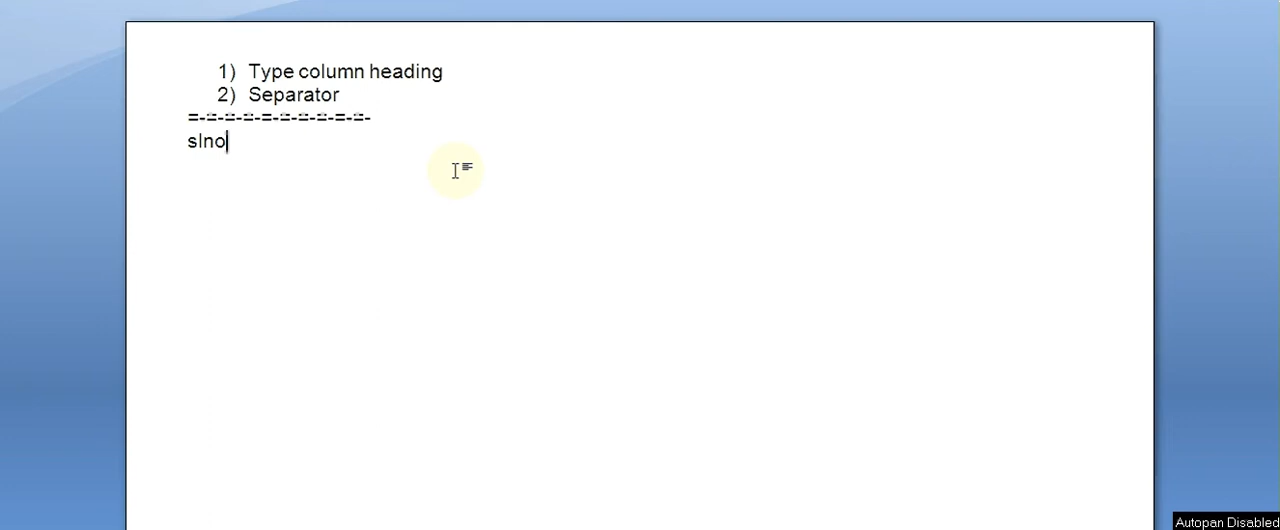 1) Type column heading
2) Separator
=-=-=-=-=-=-=-=-=-=-
slno
Autopan Disabled